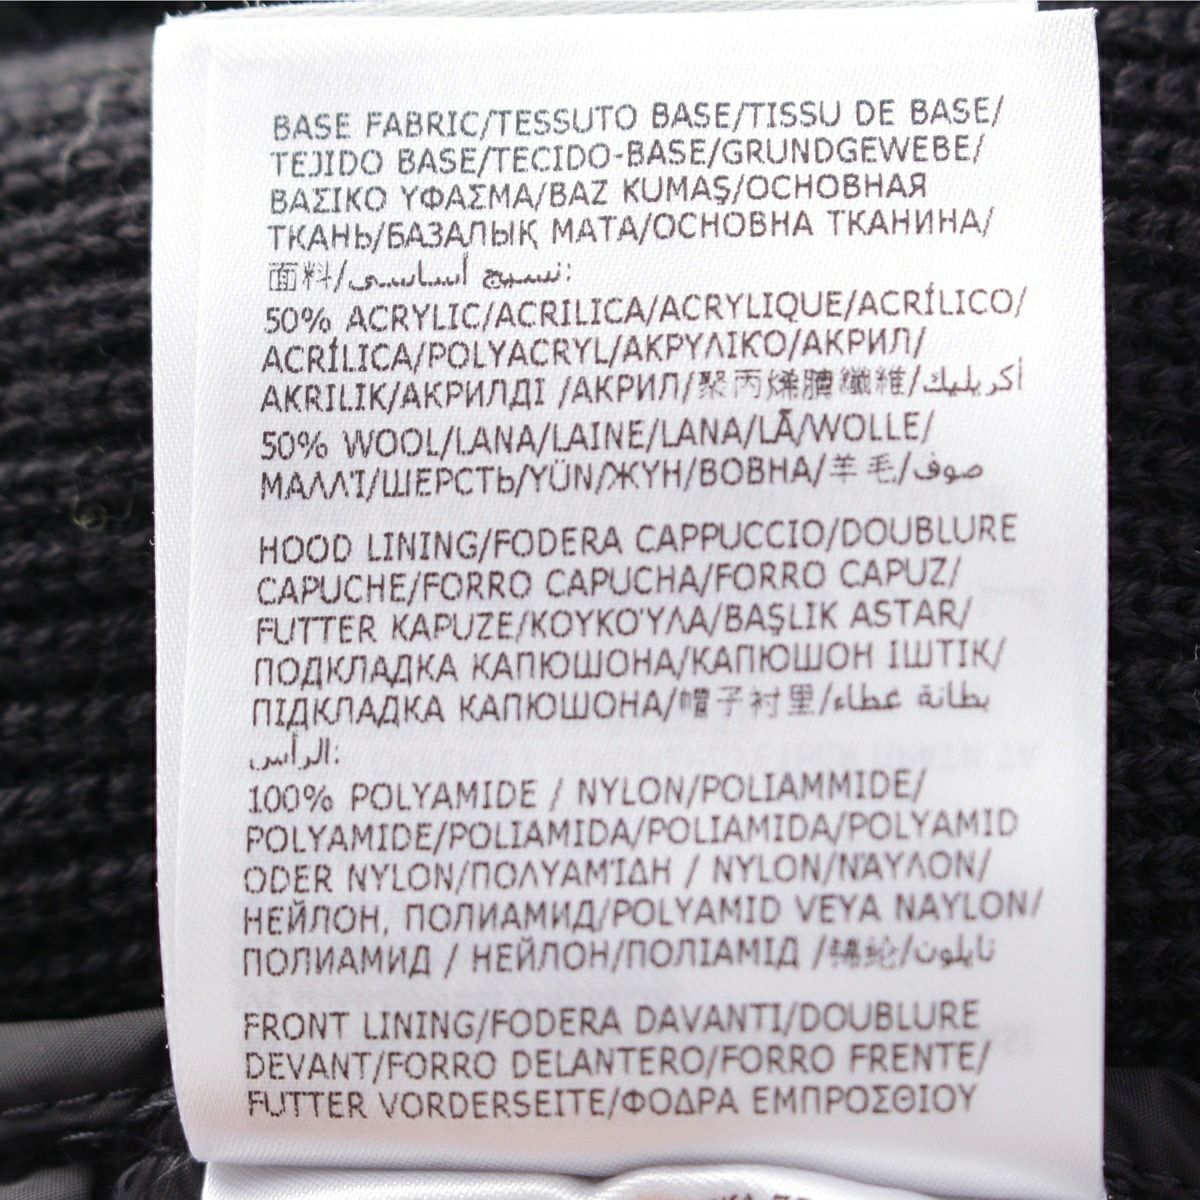 BASE FABRIC/TESSUTO BASE/TISSU DE BASE/
TEJIDO BASE/TECIDO-BASE/GRUNDGEWEBE/
ΒΑΣΙΚΟ ΥΦΑΣΜΑ/BAZ KUMAŞ/ОСНОВНАЯ
ТКАНЬ/БАЗАЛЫҚ МАТА/ОСНОВНА ТКАНИНА/
面料/نسيج أساسي:
50% ACRYLIC/ACRILICA/ACRYLIQUE/ACRÍLICO/
ACRÍLICA/POLYACRYL/ΑΚΡΥΛΙΚΟ/АКРИЛ/
AKRILIK/АКРИЛДІ /АКРИЛ/聚丙烯腈纖維/أكريليك
50% WOOL/LANA/LAINE/LANA/LÃ/WOLLE/
ΜΑΛΛΊ/ШЕРСТЬ/YÜN/ЖҮН/ВОВНА/羊毛/صوف
HOOD LINING/FODERA CAPPUCCIO/DOUBLURE
CAPUCHE/FORRO CAPUCHA/FORRO CAPUZ/
FUTTER KAPUZE/ΚΟΥΚΟΎΛΑ/BAŞLIK ASTAR/
ПОДКЛАДКА КАПЮШОНА/КАПЮШОН ІШТІК/
ПІДКЛАДКА КАПЮШОНА/帽子衬里/بطانة غطاء
الرأس:
100% POLYAMIDE / NYLON/POLIAMMIDE/
POLYAMIDE/POLIAMIDA/POLIAMIDA/POLYAMID
ODER NYLON/ΠΟΛΥΑΜΊΔΗ / NYLON/ΝΆΥΛΟΝ/
НЕЙЛОН, ПОЛИАМИД/POLYAMID VEYA NAYLON/
ПОЛИАМИД / НЕЙЛОН/ПОЛІАМІД /锦纶/نايلون
FRONT LINING/FODERA DAVANTI/DOUBLURE
DEVANT/FORRO DELANTERO/FORRO FRENTE/
FUTTER VORDERSEITE/ΦΟΔΡΑ ΕΜΠΡΟΣΘΙΟΥ